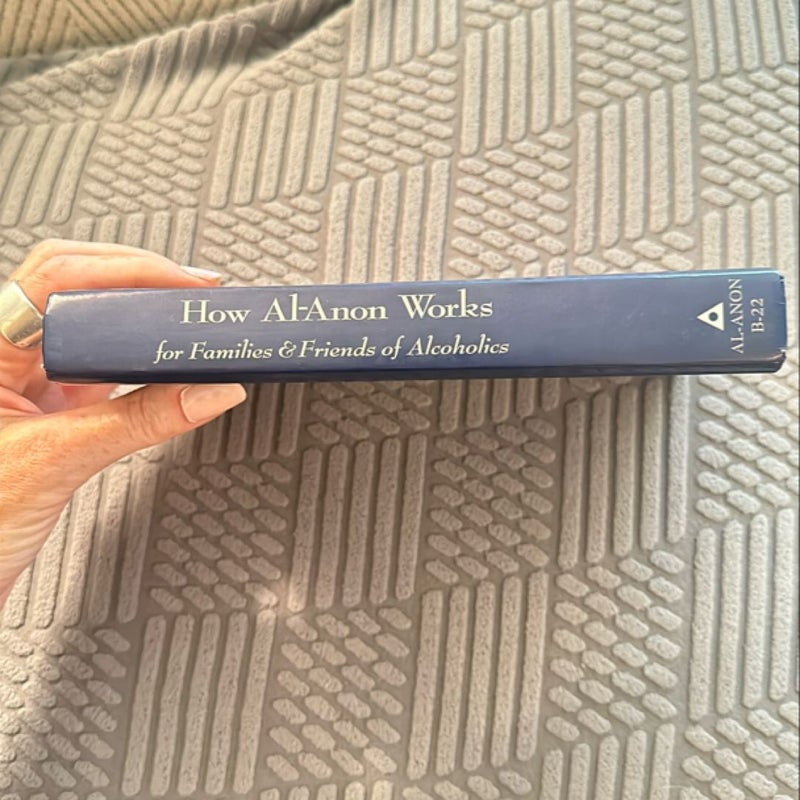 How Al-Anon Works
for Families & Friends of Alcoholics
AL-ANON
B-22